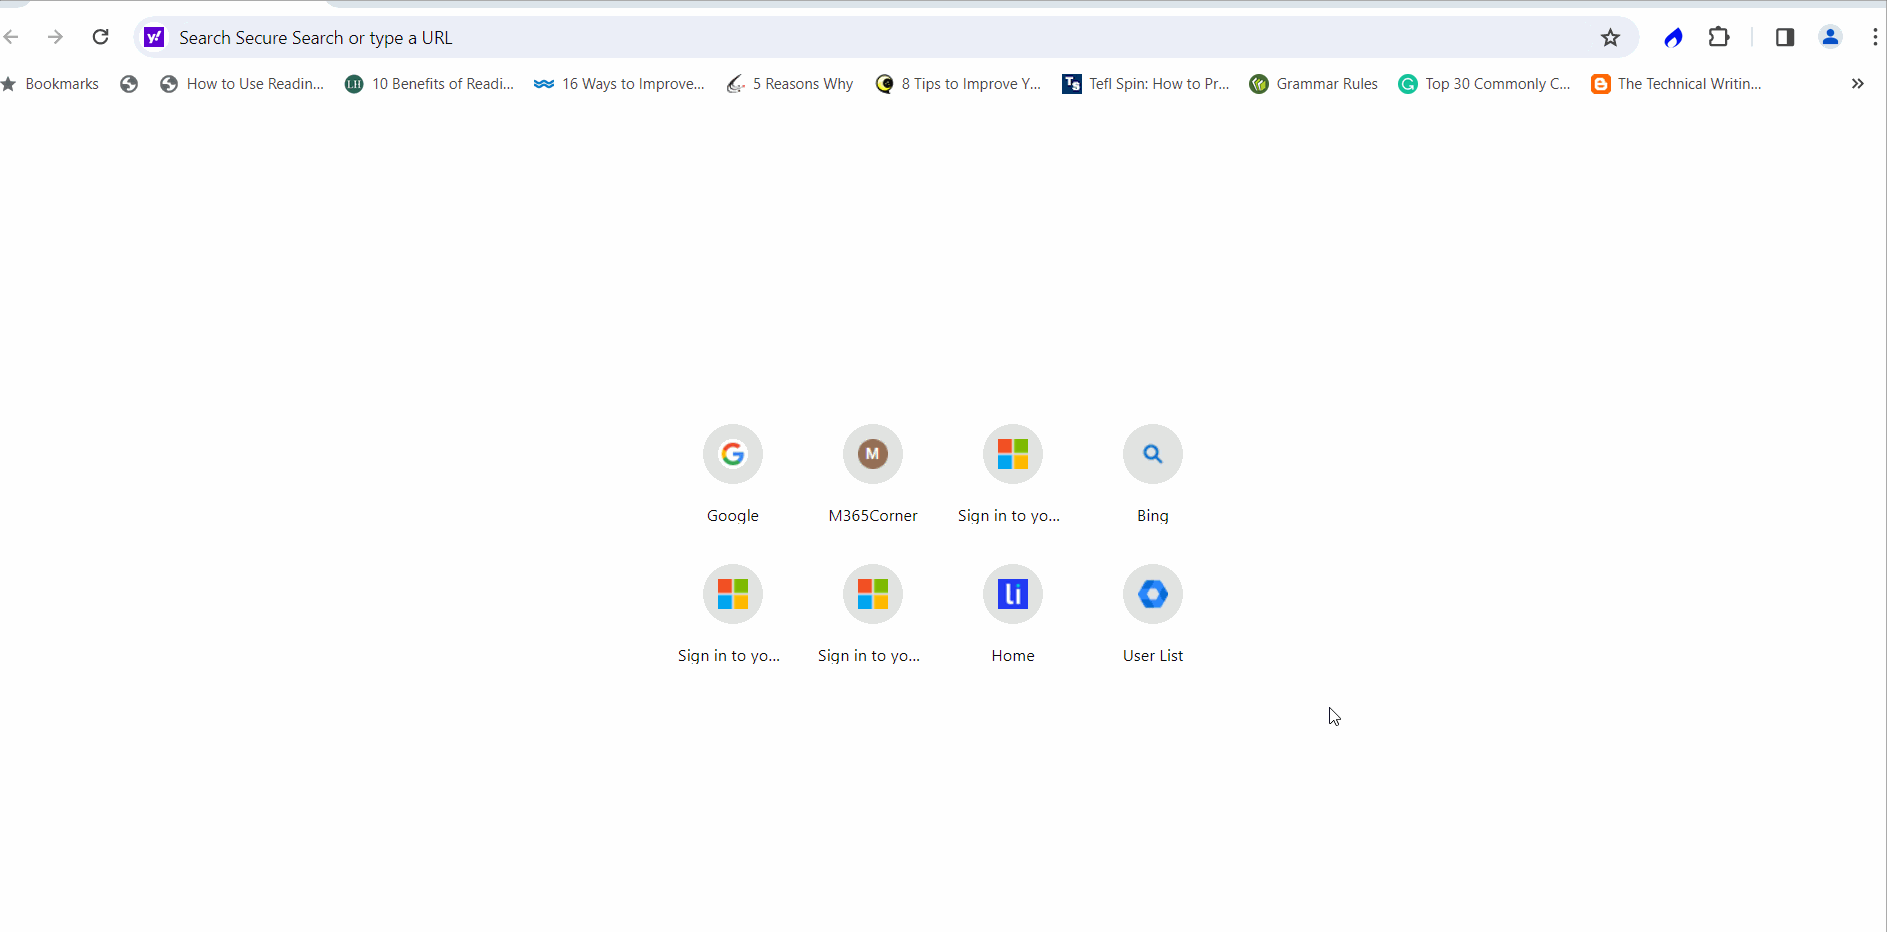 y! Search Secure Search or type a URL
Bookmarks How to Use Readin... LH 10 Benefits of Readi... 16 Ways to Improve... 5 Reasons Why 8 Tips to Improve Y... Ts Tefl Spin: How to Pr... Grammar Rules G Top 30 Commonly C... The Technical Writin...
G M
Google M365Corner Sign in to yo... Bing
li
Sign in to yo... Sign in to yo... Home User List